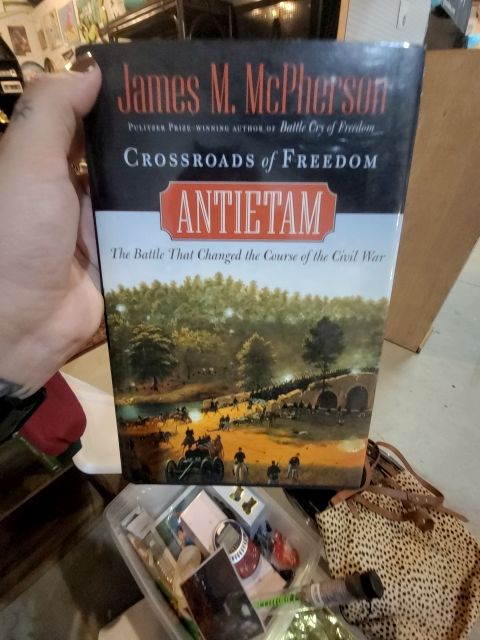 James M. McPherson
PULITZER PRIZE-WINNING AUTHOR OF Battle Cry of Freedom
CROSSROADS of FREEDOM
ANTIETAM
The Battle That Changed the Course of the Civil War